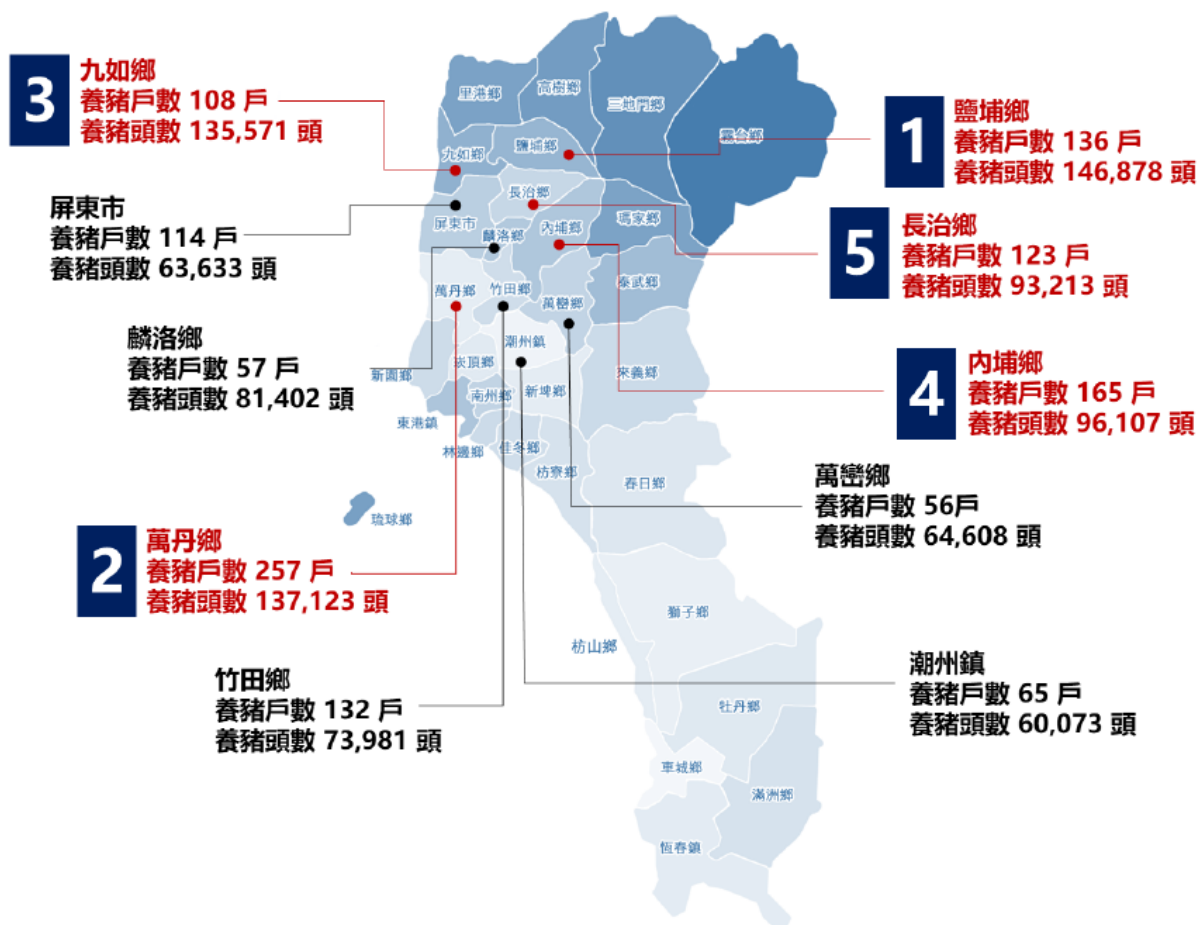 3
九如鄉
養豬戶數 108 戶
養豬頭數 135,571 頭
1
鹽埔鄉
養豬戶數 136 戶
養豬頭數 146,878 頭
屏東市
養豬戶數 114 戶
養豬頭數 63,633 頭
5
長治鄉
養豬戶數 123 戶
養豬頭數 93,213 頭
麟洛鄉
養豬戶數 57 戶
養豬頭數 81,402 頭
4
內埔鄉
養豬戶數 165 戶
養豬頭數 96,107 頭
萬巒鄉
養豬戶數 56戶
養豬頭數 64,608 頭
2
萬丹鄉
養豬戶數 257 戶
養豬頭數 137,123 頭
竹田鄉
養豬戶數 132 戶
養豬頭數 73,981 頭
潮州鎮
養豬戶數 65 戶
養豬頭數 60,073 頭
里港鄉
高樹鄉
三地門鄉
霧台鄉
九如鄉
鹽埔鄉
長治鄉
屏東市
麟洛鄉
內埔鄉
瑪家鄉
泰武鄉
萬丹鄉
竹田鄉
萬巒鄉
潮州鎮
新園鄉
崁頂鄉
來義鄉
南州鄉
新埤鄉
東港鎮
林邊鄉
佳冬鄉
枋寮鄉
春日鄉
琉球鄉
獅子鄉
枋山鄉
牡丹鄉
車城鄉
滿洲鄉
恆春鎮